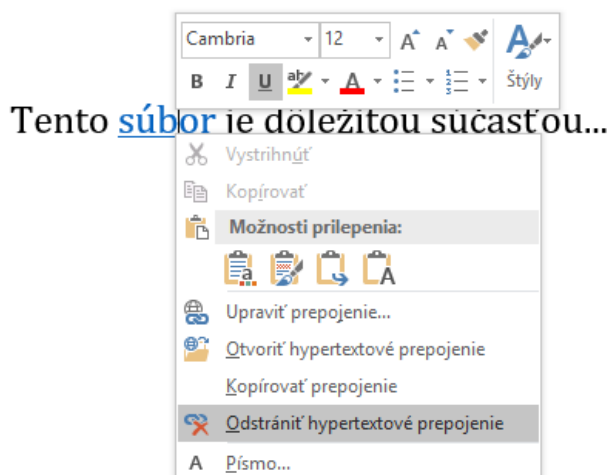 Cambria 12
Štýly
Tento súbor je dôležitou súčasťou...
Vystrihnúť
Kopírovať
Možnosti prilepenia:
Upraviť prepojenie...
Otvoriť hypertextové prepojenie
Kopírovať prepojenie
Odstrániť hypertextové prepojenie
Písmo...